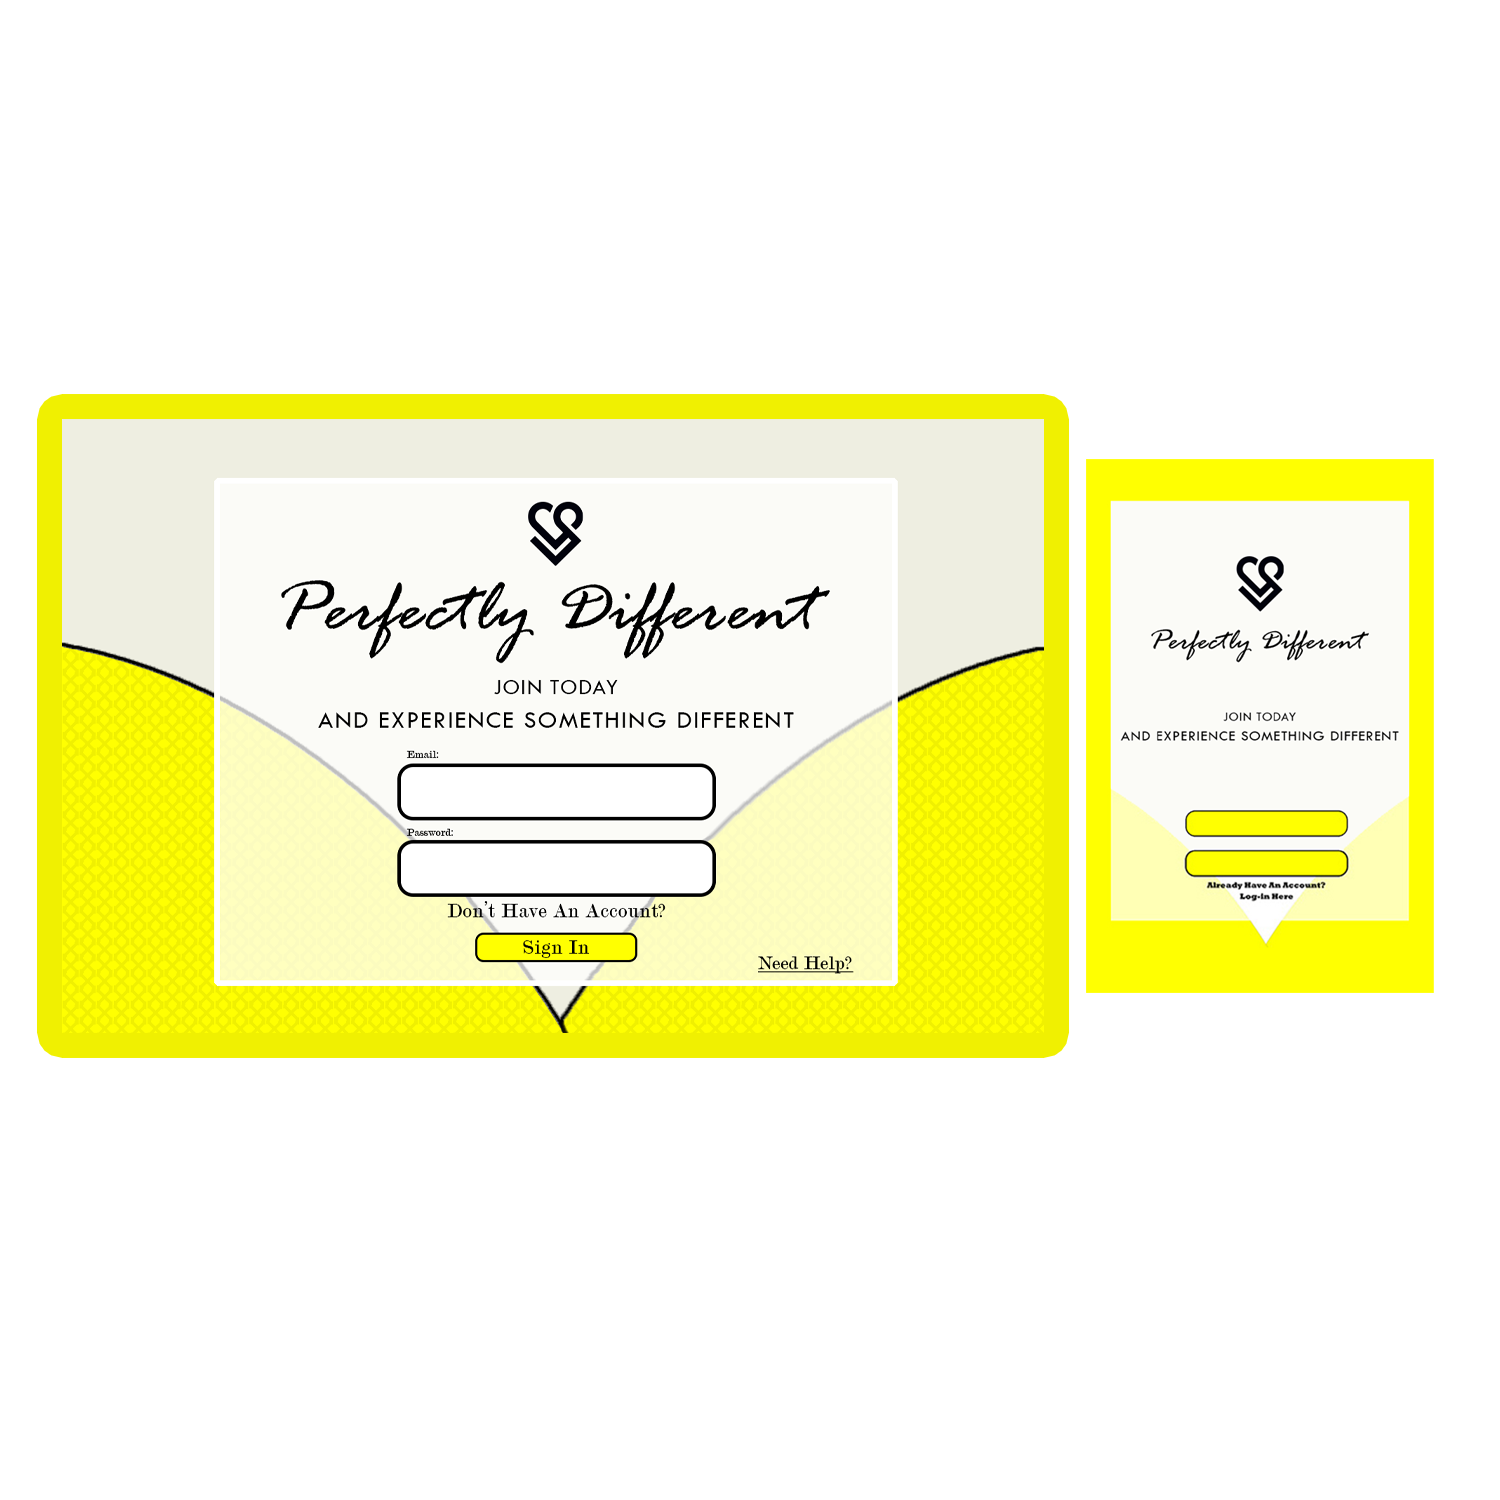 Perfectly Different
JOIN TODAY
AND EXPERIENCE SOMETHING DIFFERENT
Email:
Password:
Don't Have An Account?
Sign In
Need Help?
Perfectly Different
JOIN TODAY
AND EXPERIENCE SOMETHING DIFFERENT
Already Have An Account?
Log-in Here